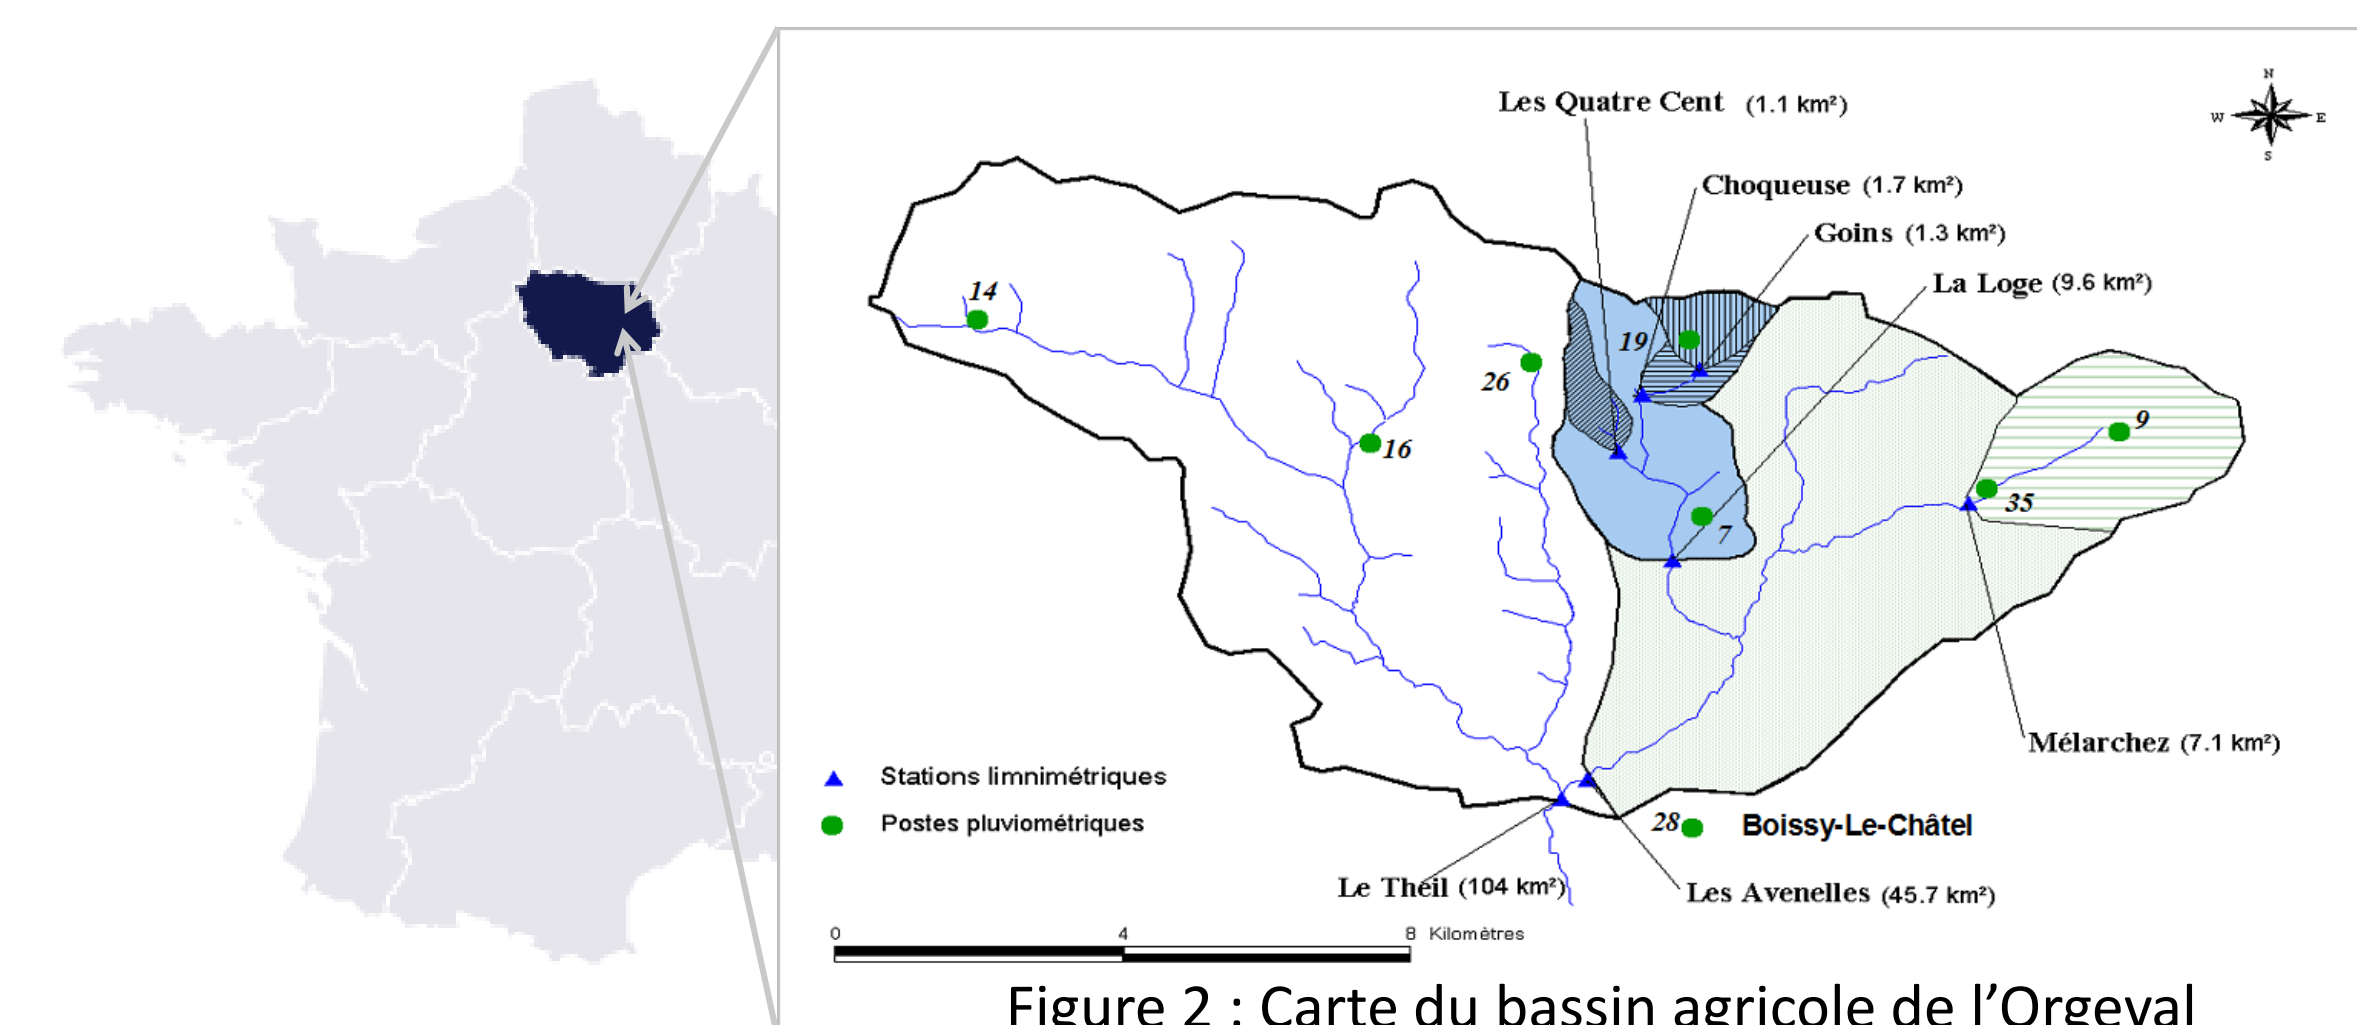 N
W
E
S
Les Quatre Cent (1.1 km²)
Choqueuse (1.7 km²)
Goins (1.3 km²)
La Loge (9.6 km²)
14
19
26
16
9
35
7
Mélarchez (7.1 km²)
Stations limnimétriques
Postes pluviométriques
28
Boissy-Le-Châtel
Le Theil (104 km²)
Les Avenelles (45.7 km²)
0 4 8 Kilomètres
Figure 2 : Carte du bassin agricole de l’Orgeval